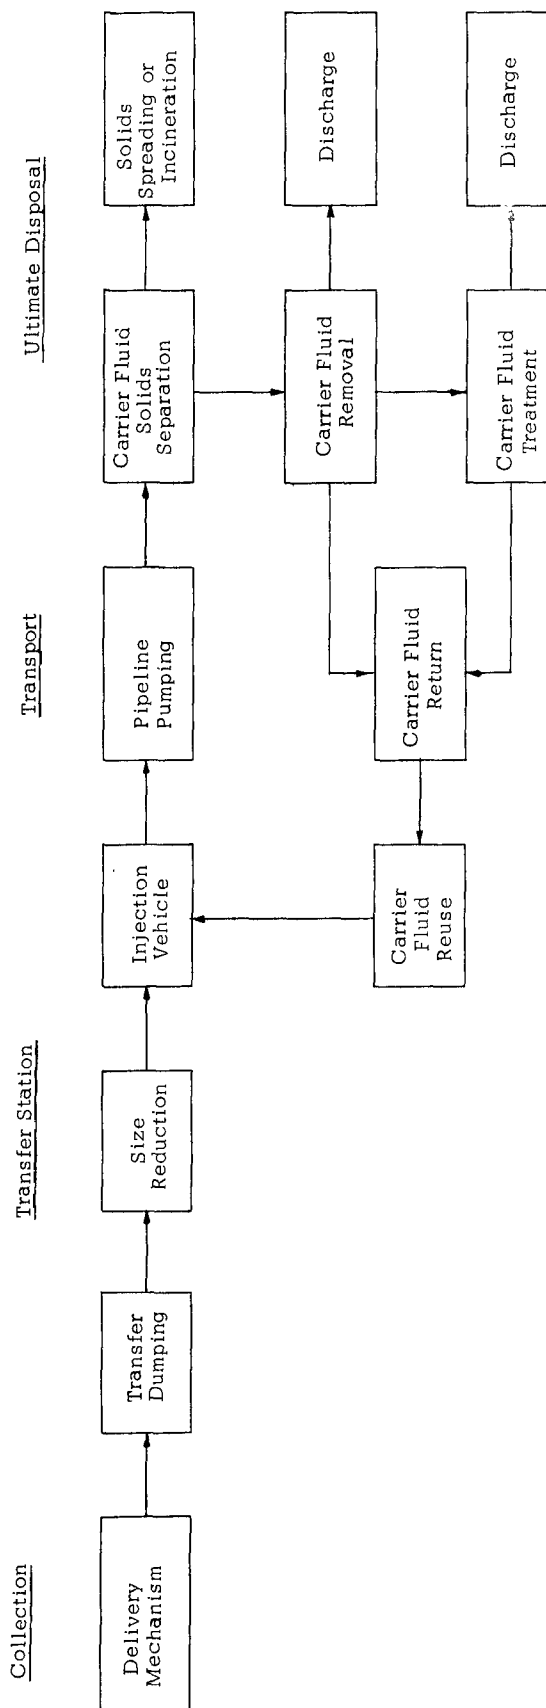 Collection
Transfer Station
Transport
Ultimate Disposal
Delivery
Mechanism
Transfer
Dumping
Size
Reduction
Injection
Vehicle
Pipeline
Pumping
Carrier Fluid
Solids
Separation
Solids
Spreading or
Incineration
Carrier Fluid
Removal
Discharge
Carrier
Fluid
Reuse
Carrier Fluid
Return
Carrier Fluid
Treatment
Discharge